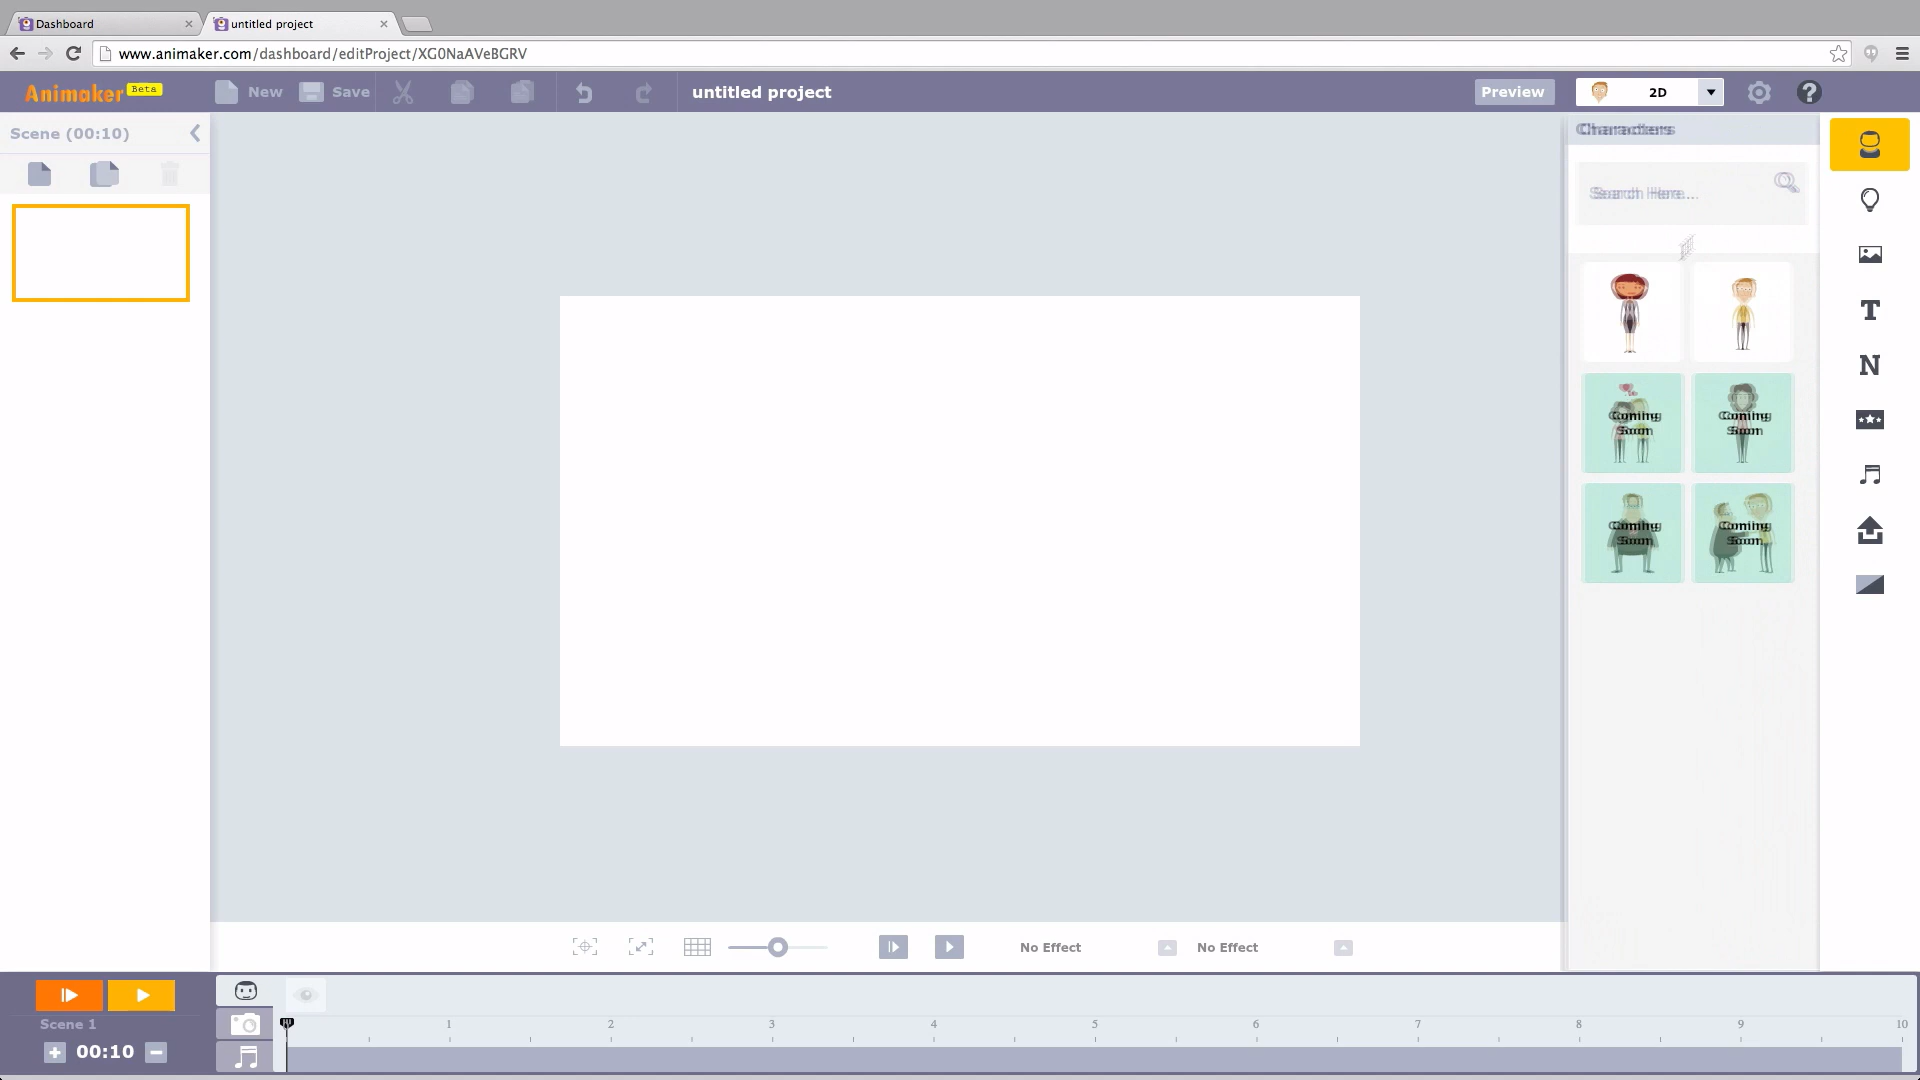 Dashboard
untitled project
www.animaker.com/dashboard/editProject/XG0NaAVeBGRV
Animaker Beta
New
Save
untitled project
Preview
2D
Scene (00:10)
Characters
Search Here...
T
N
Coming Soon
Coming Soon
Coming Soon
Coming Soon
No Effect
No Effect
Scene 1
00:10
1 2 3 4 5 6 7 8 9 10